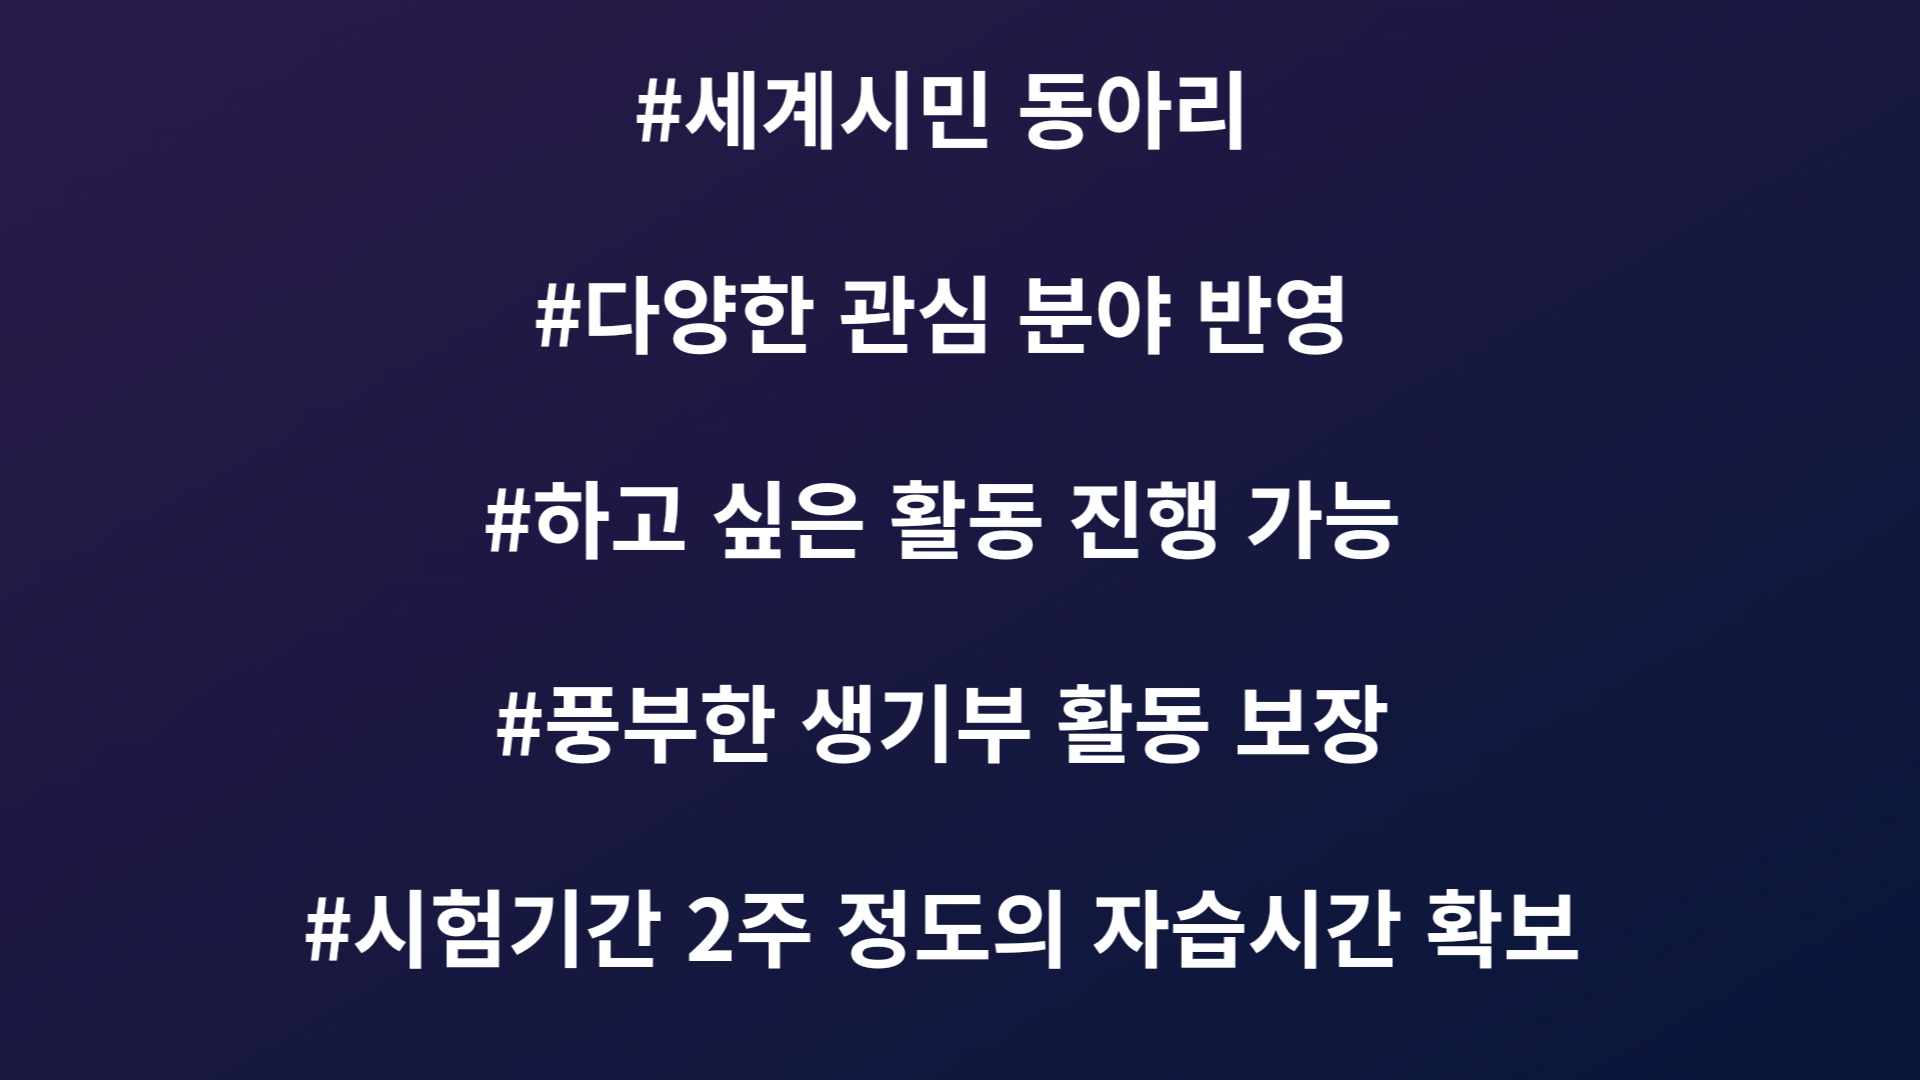 #세계시민 동아리
#다양한 관심 분야 반영
#하고 싶은 활동 진행 가능
#풍부한 생기부 활동 보장
#시험기간 2주 정도의 자습시간 확보